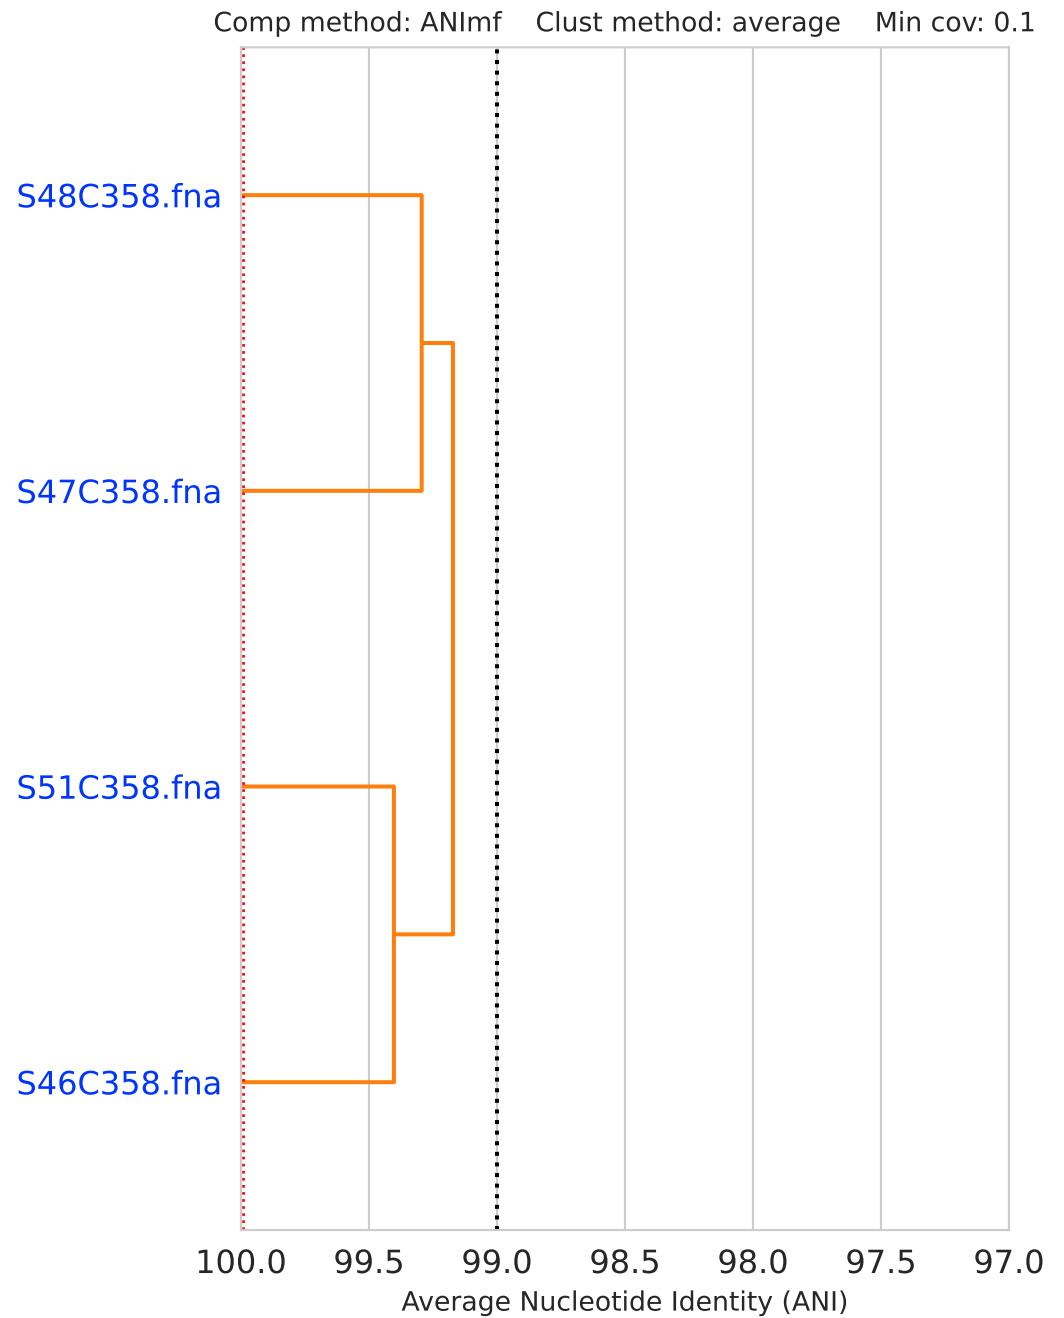 Comp method: ANImf    Clust method: average    Min cov: 0.1
S48C358.fna
S47C358.fna
S51C358.fna
S46C358.fna
100.0 99.5 99.0 98.5 98.0 97.5 97.0
Average Nucleotide Identity (ANI)